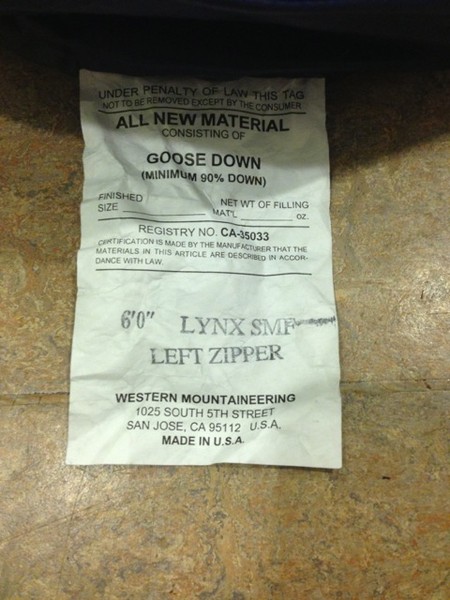 UNDER PENALTY OF LAW THIS TAG
NOT TO BE REMOVED EXCEPT BY THE CONSUMER
ALL NEW MATERIAL
CONSISTING OF
GOOSE DOWN
(MINIMUM 90% DOWN)
FINISHED SIZE
NET WT OF FILLING MAT'L OZ.
REGISTRY NO. CA-35033
CERTIFICATION IS MADE BY THE MANUFACTURER THAT THE
MATERIALS IN THIS ARTICLE ARE DESCRIBED IN ACCOR-
DANCE WITH LAW
6'0" LYNX SMF
LEFT ZIPPER
WESTERN MOUNTAINEERING
1025 SOUTH 5TH STREET
SAN JOSE, CA 95112 U.S.A.
MADE IN U.S.A.